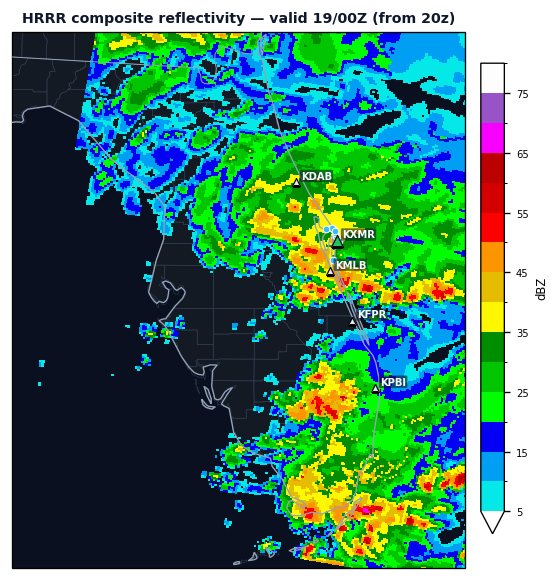 HRRR composite reflectivity — valid 19/00Z (from 20z)
KDAB
KXMR
KMLB
KFPR
KPBI
75
65
55
45
35
25
15
5
dBZ